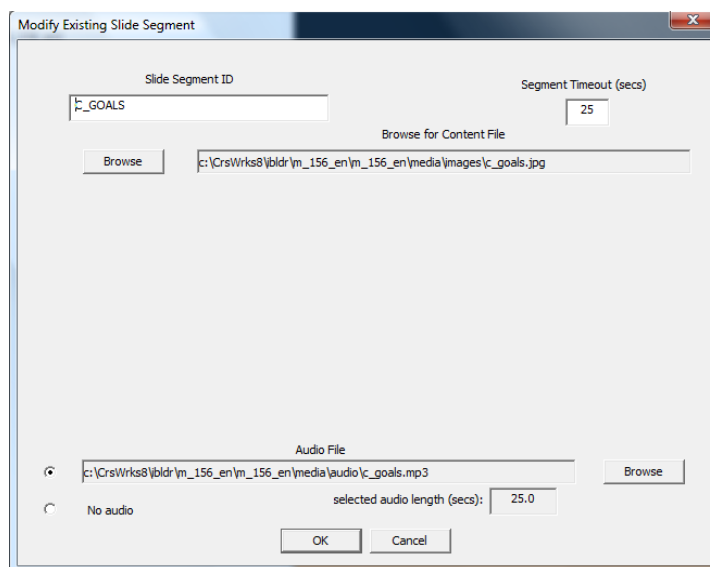 Modify Existing Slide Segment
Slide Segment ID
Segment Timeout (secs)
C_GOALS
25
Browse for Content File
Browse
c:\CrsWrks8\jbldr\m_156_en\m_156_en\media\images\c_goals.jpg
Audio File
c:\CrsWrks8\jbldr\m_156_en\m_156_en\media\audio\c_goals.mp3
Browse
No audio
selected audio length (secs):
25.0
OK
Cancel